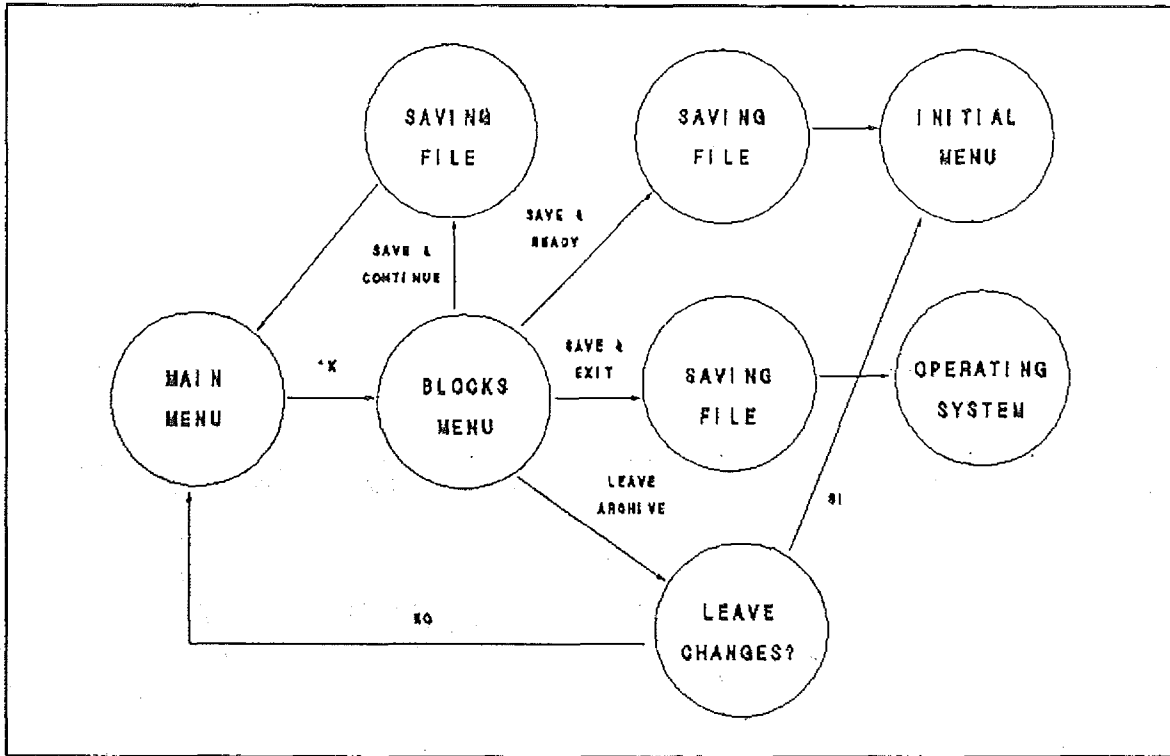 SAVING
FILE
SAVING
FILE
INITIAL
MENU
SAVE &
READY
SAVE &
CONTINUE
MAIN
MENU
^K
BLOCKS
MENU
SAVE &
EXIT
SAVING
FILE
OPERATING
SYSTEM
LEAVE
ARCHIVE
SI
NO
LEAVE
CHANGES?